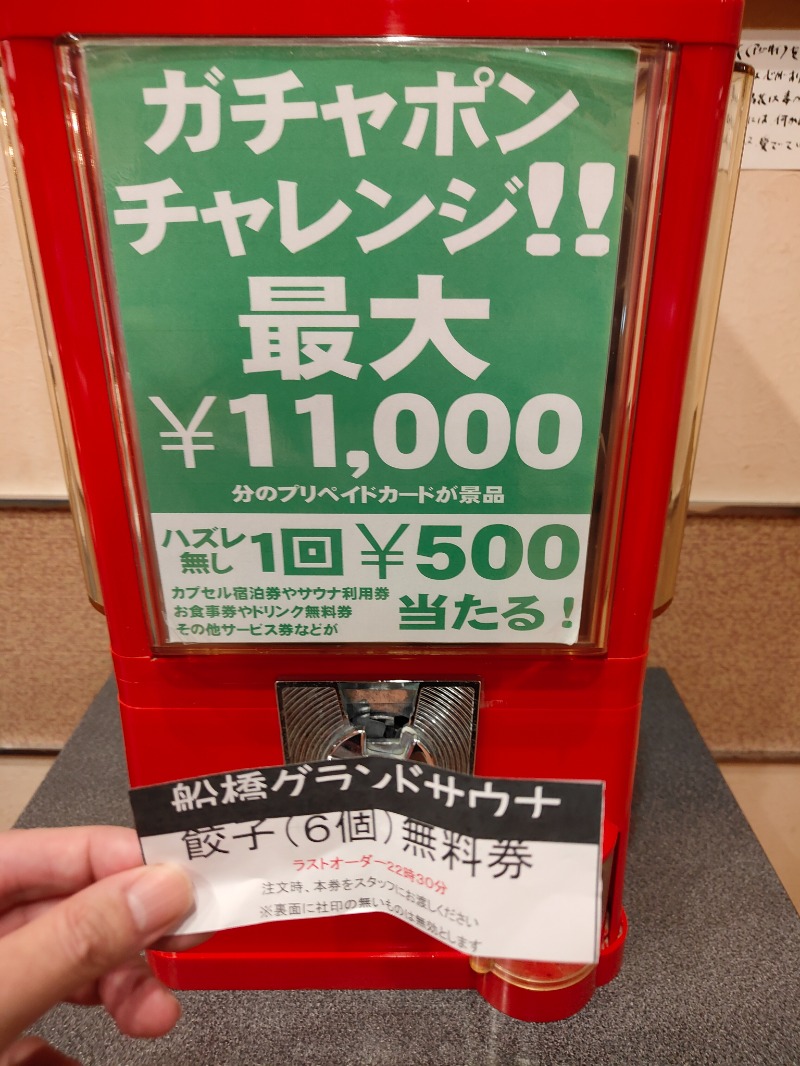 ガチャポン
チャレンジ!!
最大
¥11,000
分のプリペイドカードが景品
ハズレ
無し
1回¥500
カプセル宿泊券やサウナ利用券
お食事券やドリンク無料券
その他サービス券などが
当たる!
船橋グランドサウナ
餃子(6個)無料券
ラストオーダー22時30分
注文時、本券をスタッフにお渡しください
※裏面に社印の無いものは無効とします